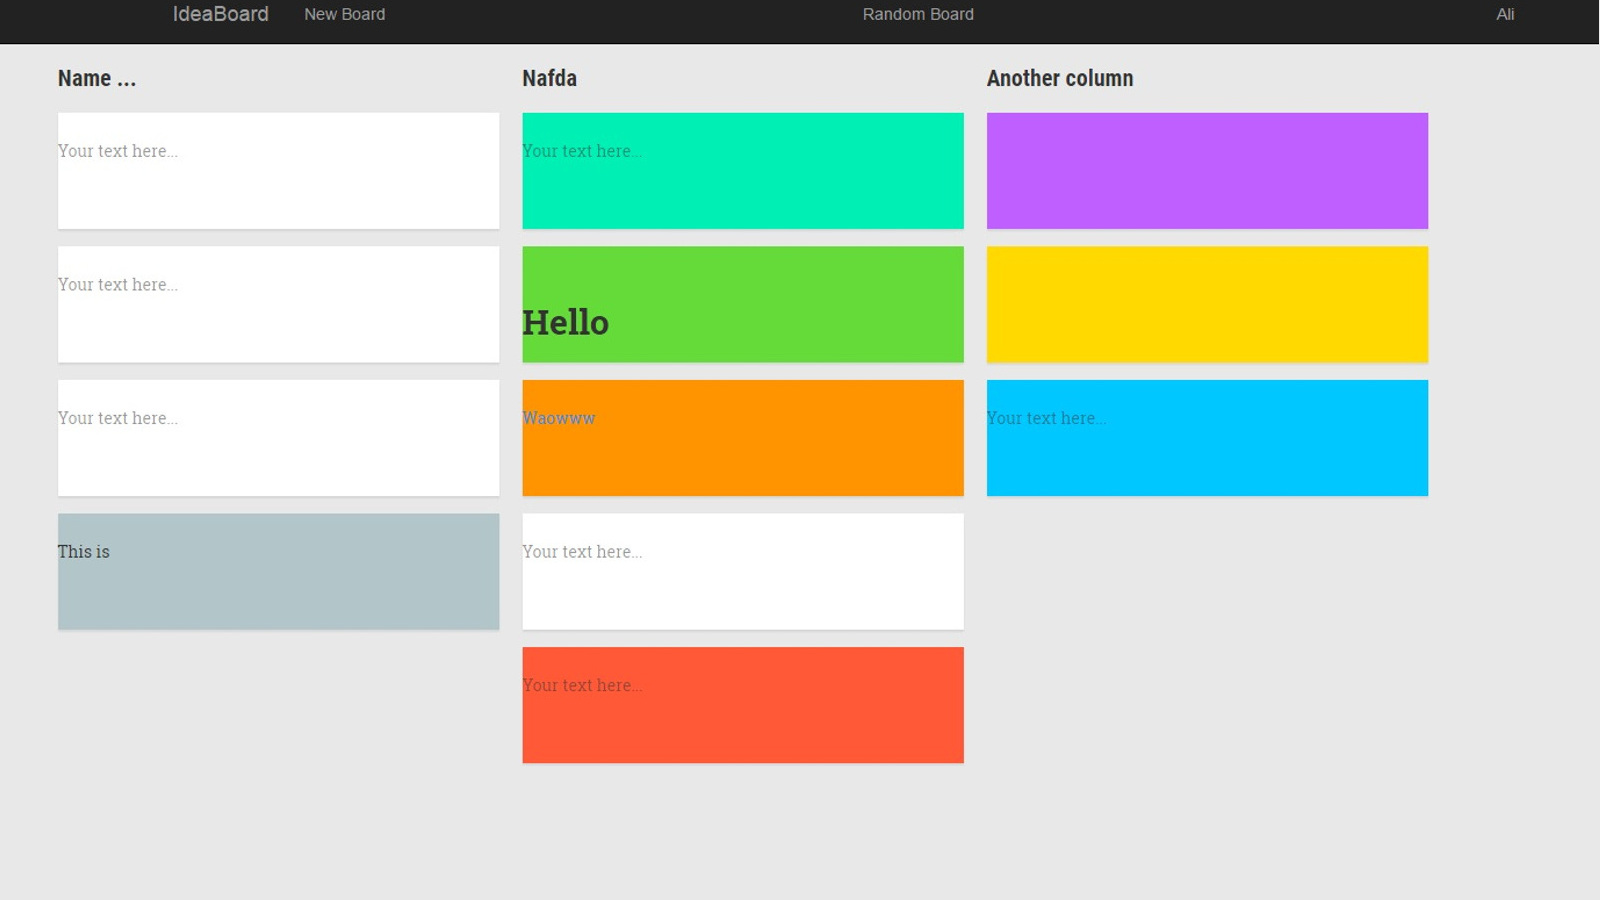 IdeaBoard New Board Random Board Ali
Name ...
Your text here...
Your text here...
Your text here...
This is
Nafda
Your text here...
Hello
Waowww
Your text here...
Your text here...
Another column
Your text here...